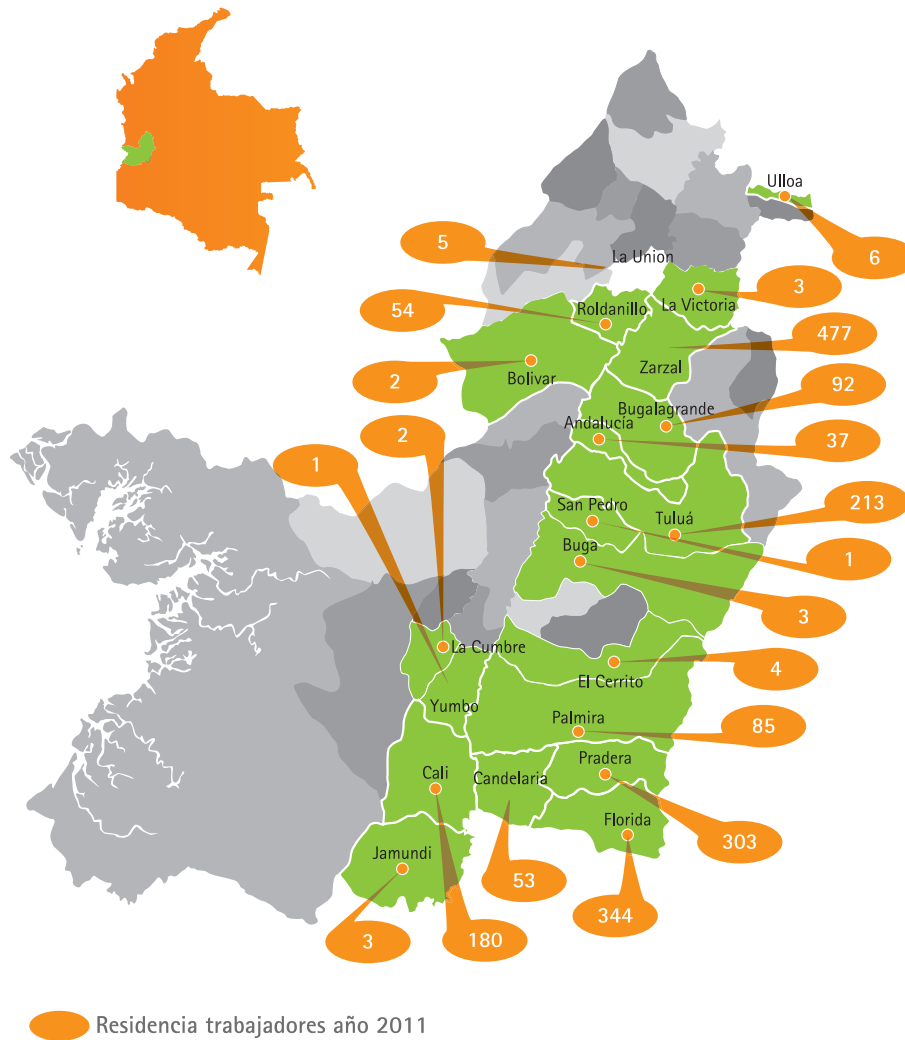 Ulloa
6
5
La Union
3
La Victoria
54
Roldanillo
477
Zarzal
2
Bolivar
92
Bugalagrande
Andalucía
37
2
1
213
San Pedro
Tuluá
1
Buga
3
La Cumbre
4
El Cerrito
Yumbo
85
Palmira
Pradera
Cali
Candelaria
303
Florida
Jamundi
53
344
3
180
Residencia trabajadores año 2011